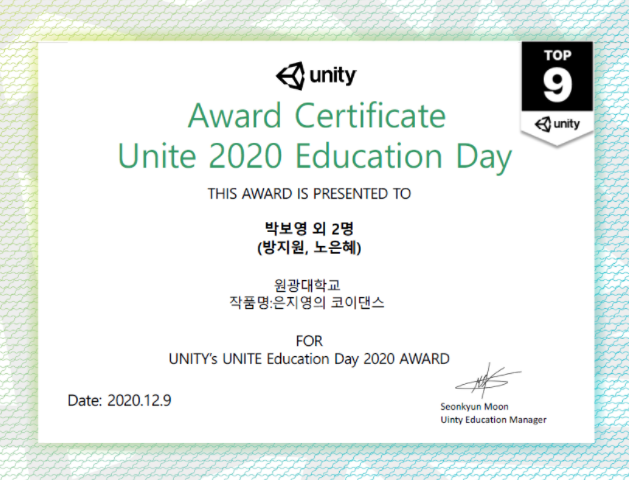 unity
TOP
9
unity
Award Certificate
Unite 2020 Education Day
THIS AWARD IS PRESENTED TO
박보영 외 2명
(방지원, 노은혜)
원광대학교
작품명:은지영의 코이댄스
FOR
UNITY's UNITE Education Day 2020 AWARD
Date: 2020.12.9
Seonkyun Moon
Uinty Education Manager